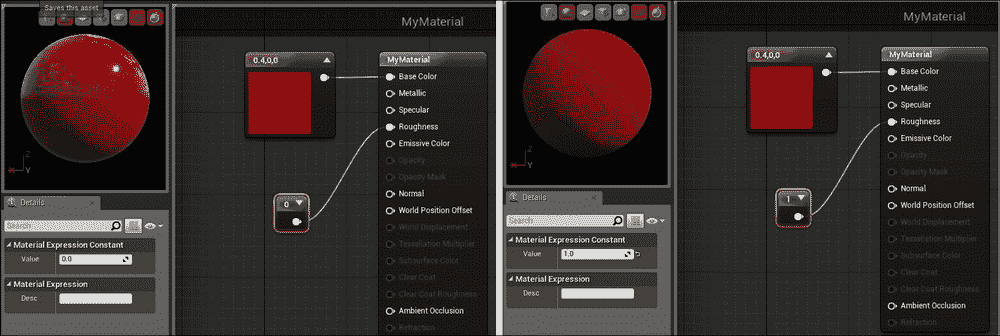 Saves this asset
MyMaterial
0.4,0,0
MyMaterial
Base Color
Metallic
Specular
Roughness
Emissive Color
Opacity
Opacity Mask
Normal
World Position Offset
World Displacement
Tessellation Multiplier
Subsurface Color
Clear Coat
Clear Coat Roughness
Ambient Occlusion
Refraction
0
Z
Y
Details
Search
Material Expression Constant
Value 0.0
Material Expression
Desc
MyMaterial
0.4,0,0
MyMaterial
Base Color
Metallic
Specular
Roughness
Emissive Color
Opacity
Opacity Mask
Normal
World Position Offset
World Displacement
Tessellation Multiplier
Subsurface Color
Clear Coat
Clear Coat Roughness
Ambient Occlusion
Refraction
1
Z
Y
Details
Search
Material Expression Constant
Value 1.0
Material Expression
Desc